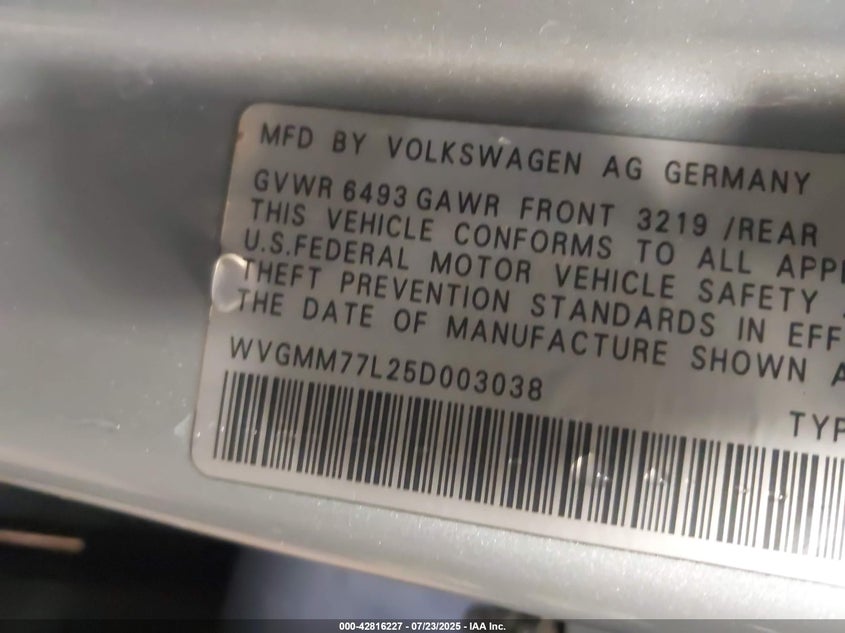 MFD BY VOLKSWAGEN AG GERMANY
GVWR 6493 GAWR FRONT 3219 /REAR
THIS VEHICLE CONFORMS TO ALL APPL
U.S.FEDERAL MOTOR VEHICLE SAFETY
THEFT PREVENTION STANDARDS IN EFF
THE DATE OF MANUFACTURE SHOWN A
WVGMM77L25D003038
TYP
000-42816227 - 07/23/2025 - IAA Inc.